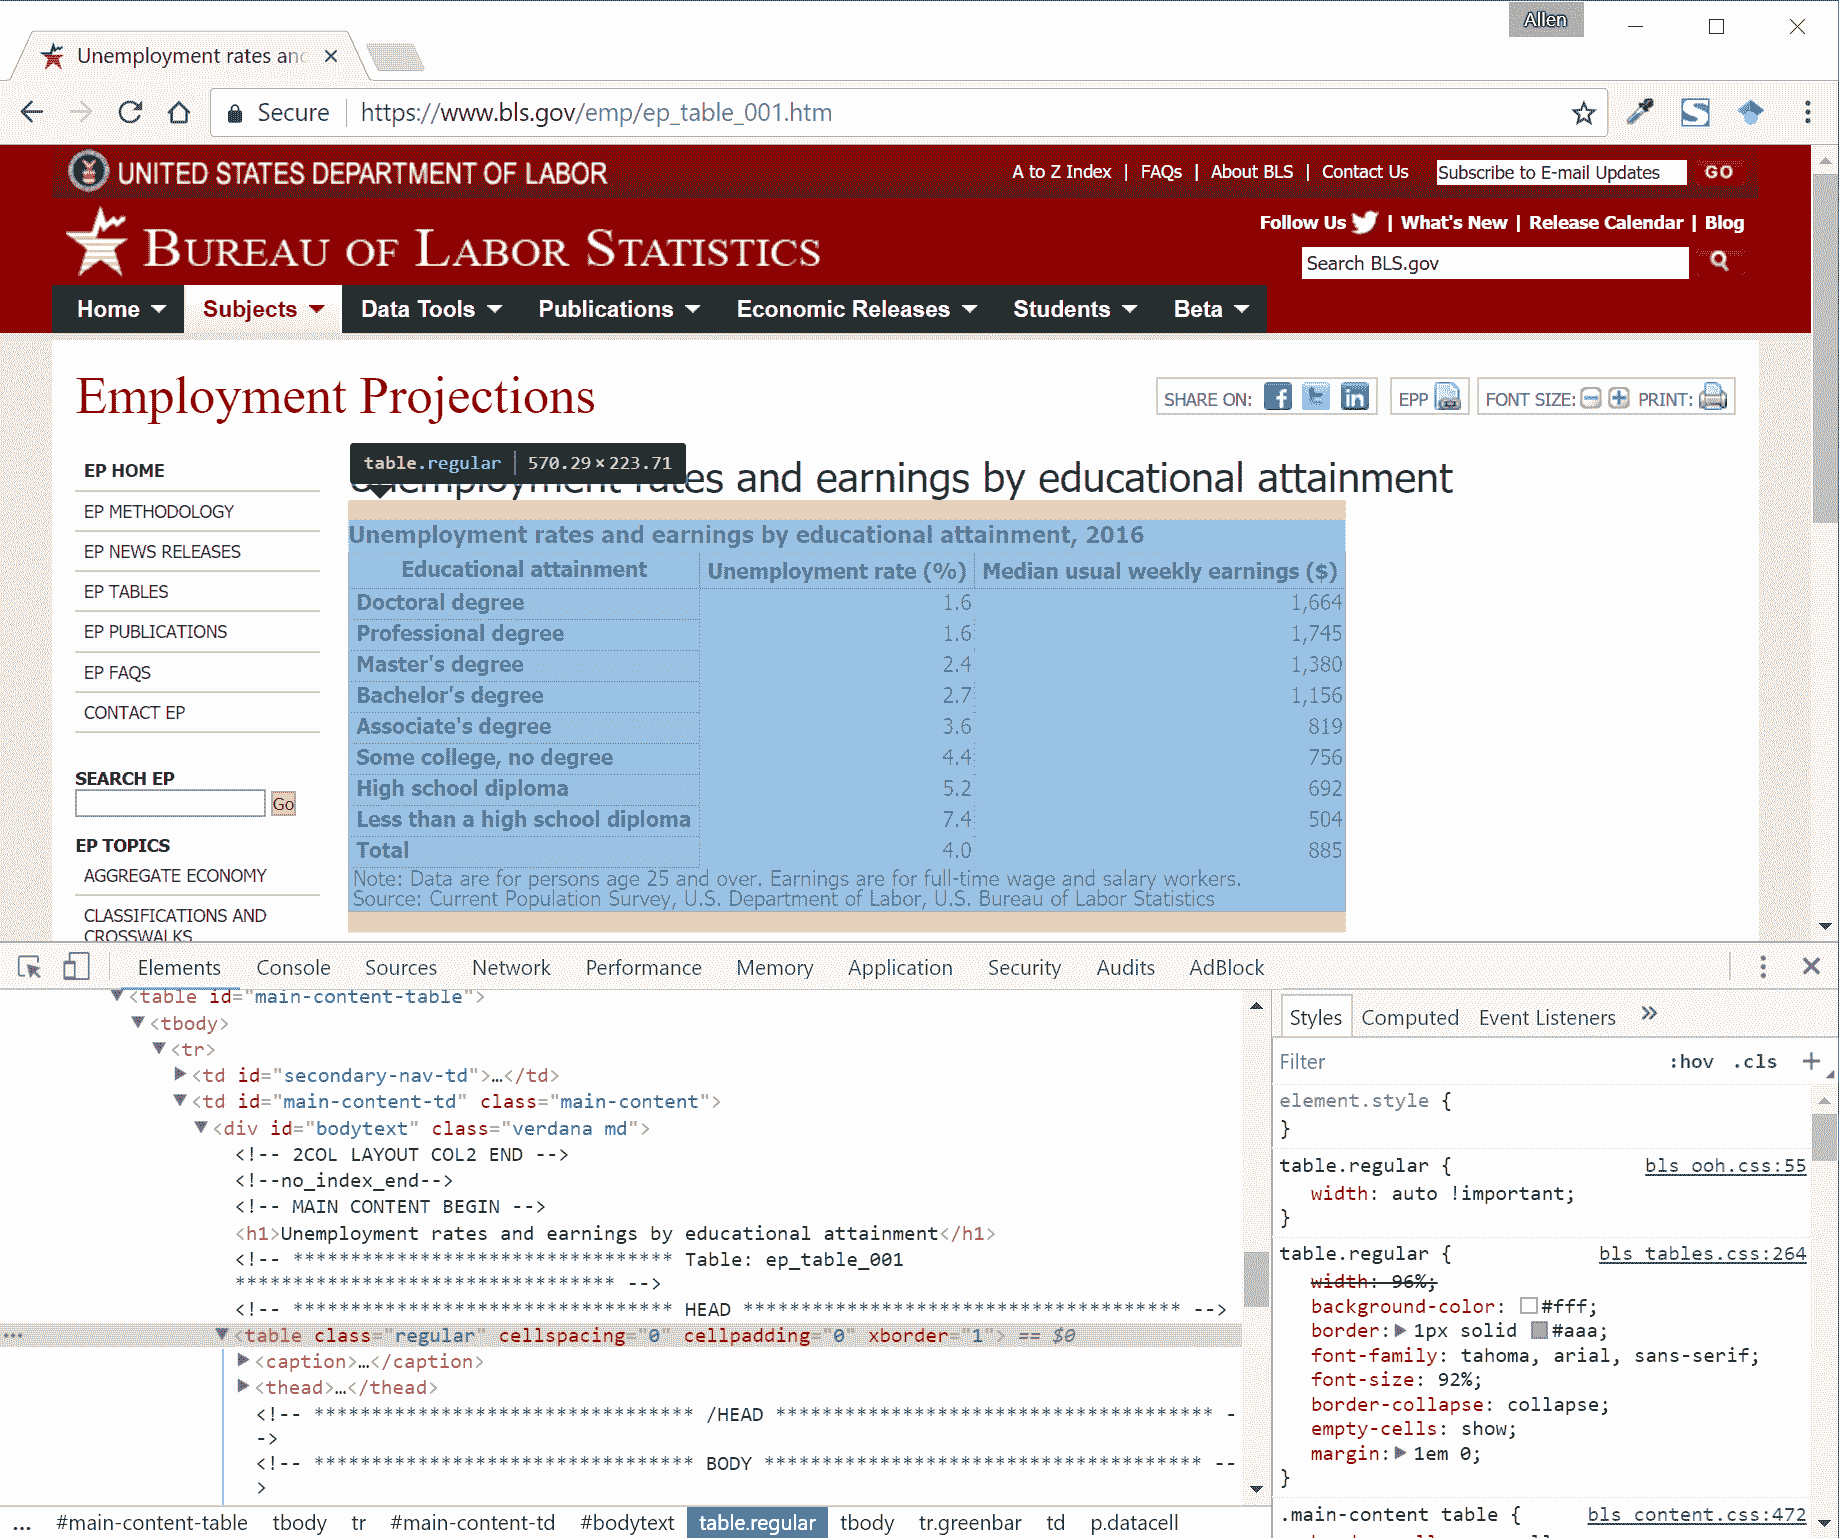 Allen
Unemployment rates and
Secure https://www.bls.gov/emp/ep_table_001.htm
UNITED STATES DEPARTMENT OF LABOR
A to Z Index | FAQs | About BLS | Contact Us Subscribe to E-mail Updates GO
Follow Us | What's New | Release Calendar | Blog
BUREAU OF LABOR STATISTICS
Search BLS.gov
Home Subjects Data Tools Publications Economic Releases Students Beta
Employment Projections
SHARE ON: EPP FONT SIZE: PRINT:
table.regular | 570.29 × 223.71
Unemployment rates and earnings by educational attainment
EP HOME
EP METHODOLOGY
EP NEWS RELEASES
EP TABLES
EP PUBLICATIONS
EP FAQS
CONTACT EP
SEARCH EP
Go
EP TOPICS
AGGREGATE ECONOMY
CLASSIFICATIONS AND
CROSSWALKS
Unemployment rates and earnings by educational attainment, 2016
Educational attainment Unemployment rate (%) Median usual weekly earnings ($)
Doctoral degree 1.6 1,664
Professional degree 1.6 1,745
Master's degree 2.4 1,380
Bachelor's degree 2.7 1,156
Associate's degree 3.6 819
Some college, no degree 4.4 756
High school diploma 5.2 692
Less than a high school diploma 7.4 504
Total 4.0 885
Note: Data are for persons age 25 and over. Earnings are for full-time wage and salary workers.
Source: Current Population Survey, U.S. Department of Labor, U.S. Bureau of Labor Statistics
Elements Console Sources Network Performance Memory Application Security Audits AdBlock
<table id="main-content-table">
<tbody>
<tr>
<td id="secondary-nav-td">…</td>
<td id="main-content-td" class="main-content">
<div id="bodytext" class="verdana md">
<!-- 2COL LAYOUT COL2 END -->
<!--no_index_end-->
<!-- MAIN CONTENT BEGIN -->
<h1>Unemployment rates and earnings by educational attainment</h1>
<!-- ********************************* Table: ep_table_001
********************************* -->
<!-- ********************************* HEAD ************************************** -->
… <table class="regular" cellspacing="0" cellpadding="0" xborder="1"> == $0
<caption>…</caption>
<thead>…</thead>
<!-- ********************************* /HEAD ************************************** -
->
<!-- ********************************* BODY ************************************** --
>
… #main-content-table tbody tr #main-content-td #bodytext table.regular tbody tr.greenbar td p.datacell
Styles Computed Event Listeners »
Filter :hov .cls +
element.style {
}
table.regular { bls_ooh.css:55
width: auto !important;
}
table.regular { bls_tables.css:264
width: 96%;
background-color: #fff;
border: 1px solid #aaa;
font-family: tahoma, arial, sans-serif;
font-size: 92%;
border-collapse: collapse;
empty-cells: show;
margin: 1em 0;
}
.main-content table { bls_content.css:472